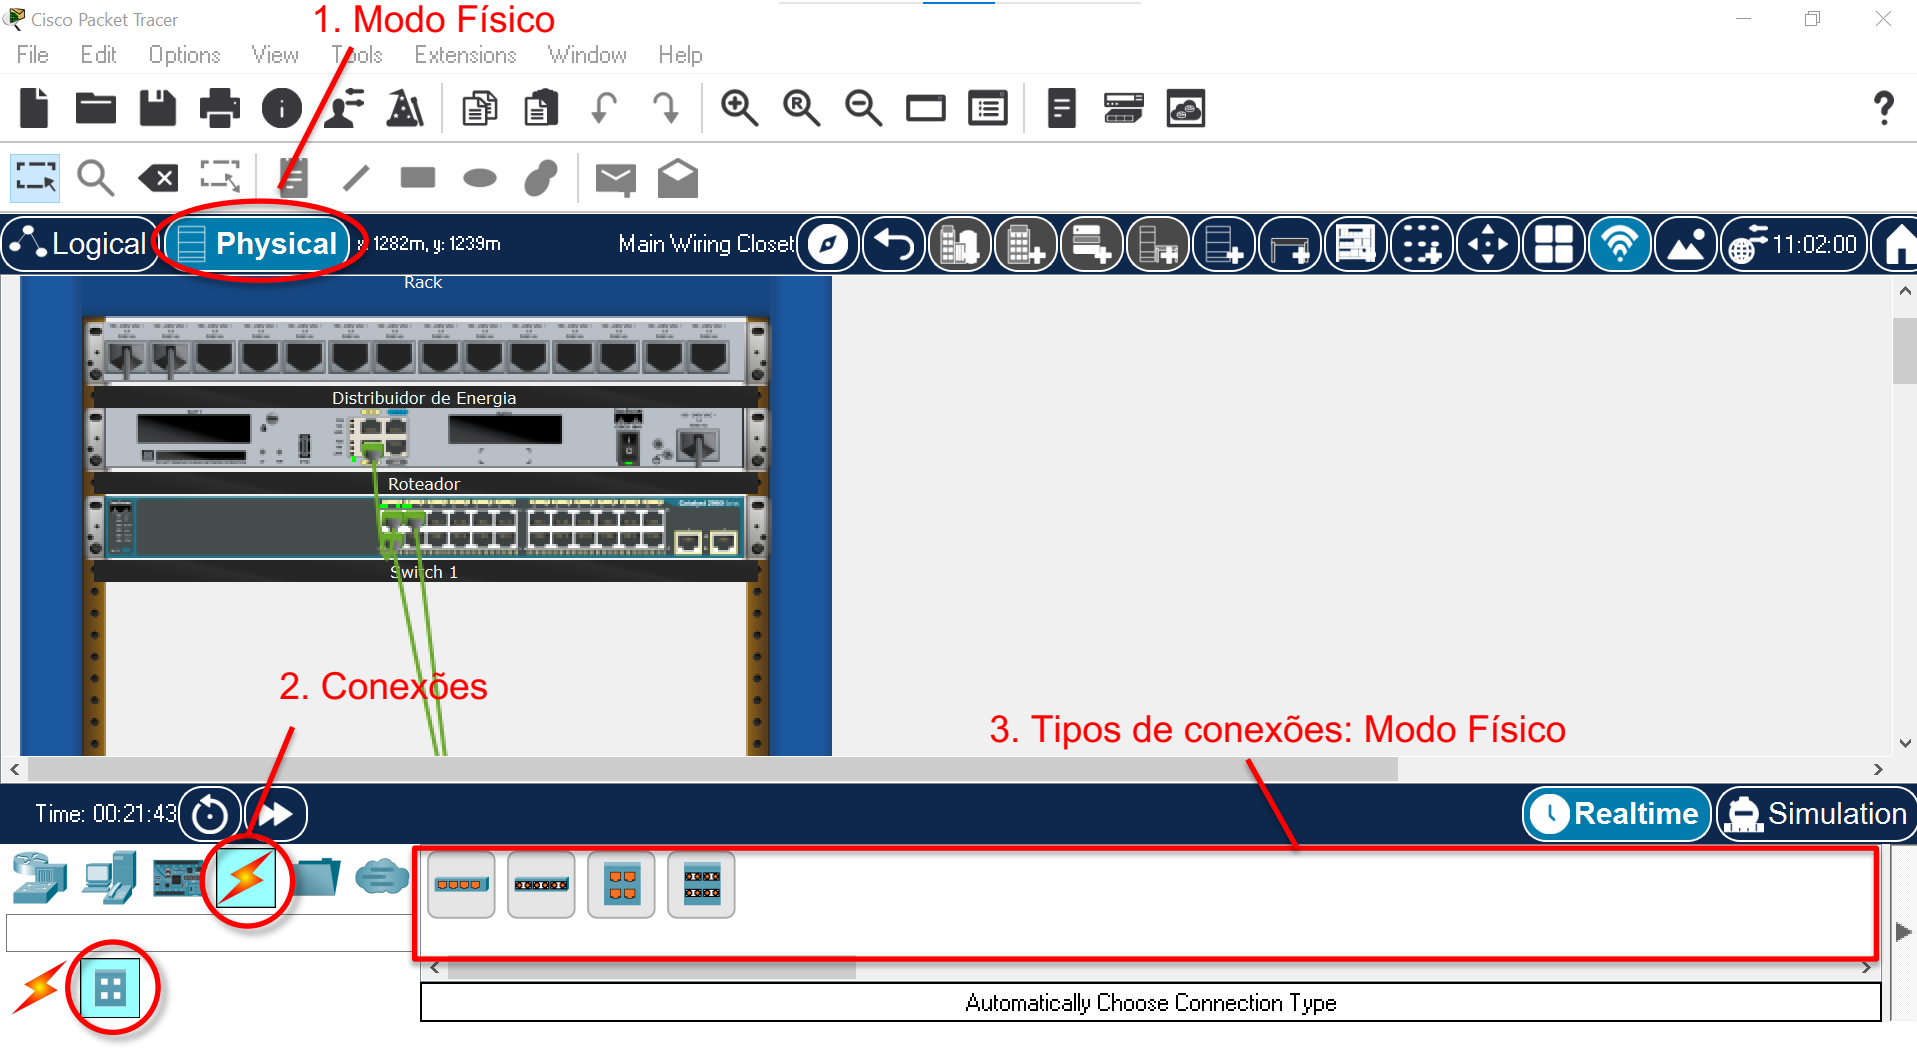 Cisco Packet Tracer
1. Modo Físico
File Edit Options View Tools Extensions Window Help
Logical Physical x: 1282m, y: 1239m Main Wiring Closet 11:02:00
Rack
Distribuidor de Energia
Roteador
Switch 1
2. Conexões
3. Tipos de conexões: Modo Físico
Time: 00:21:43 Realtime Simulation
Automatically Choose Connection Type